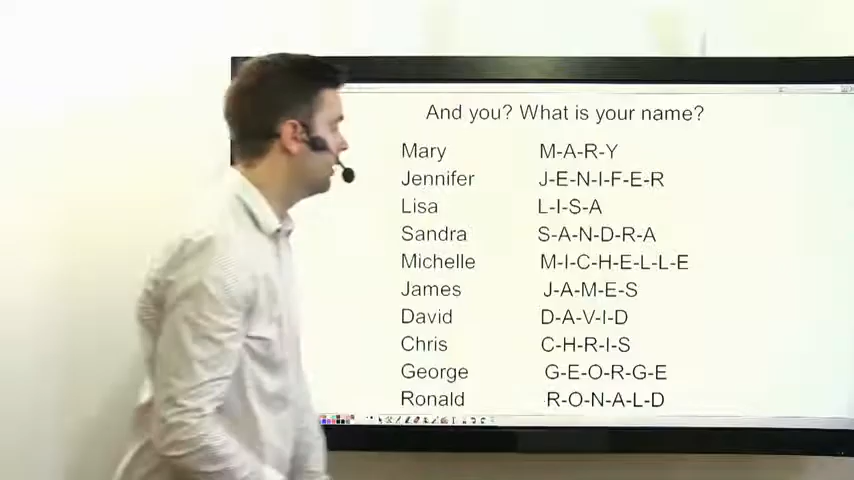 And you? What is your name?
Mary M-A-R-Y
Jennifer J-E-N-I-F-E-R
Lisa L-I-S-A
Sandra S-A-N-D-R-A
Michelle M-I-C-H-E-L-L-E
James J-A-M-E-S
David D-A-V-I-D
Chris C-H-R-I-S
George G-E-O-R-G-E
Ronald R-O-N-A-L-D